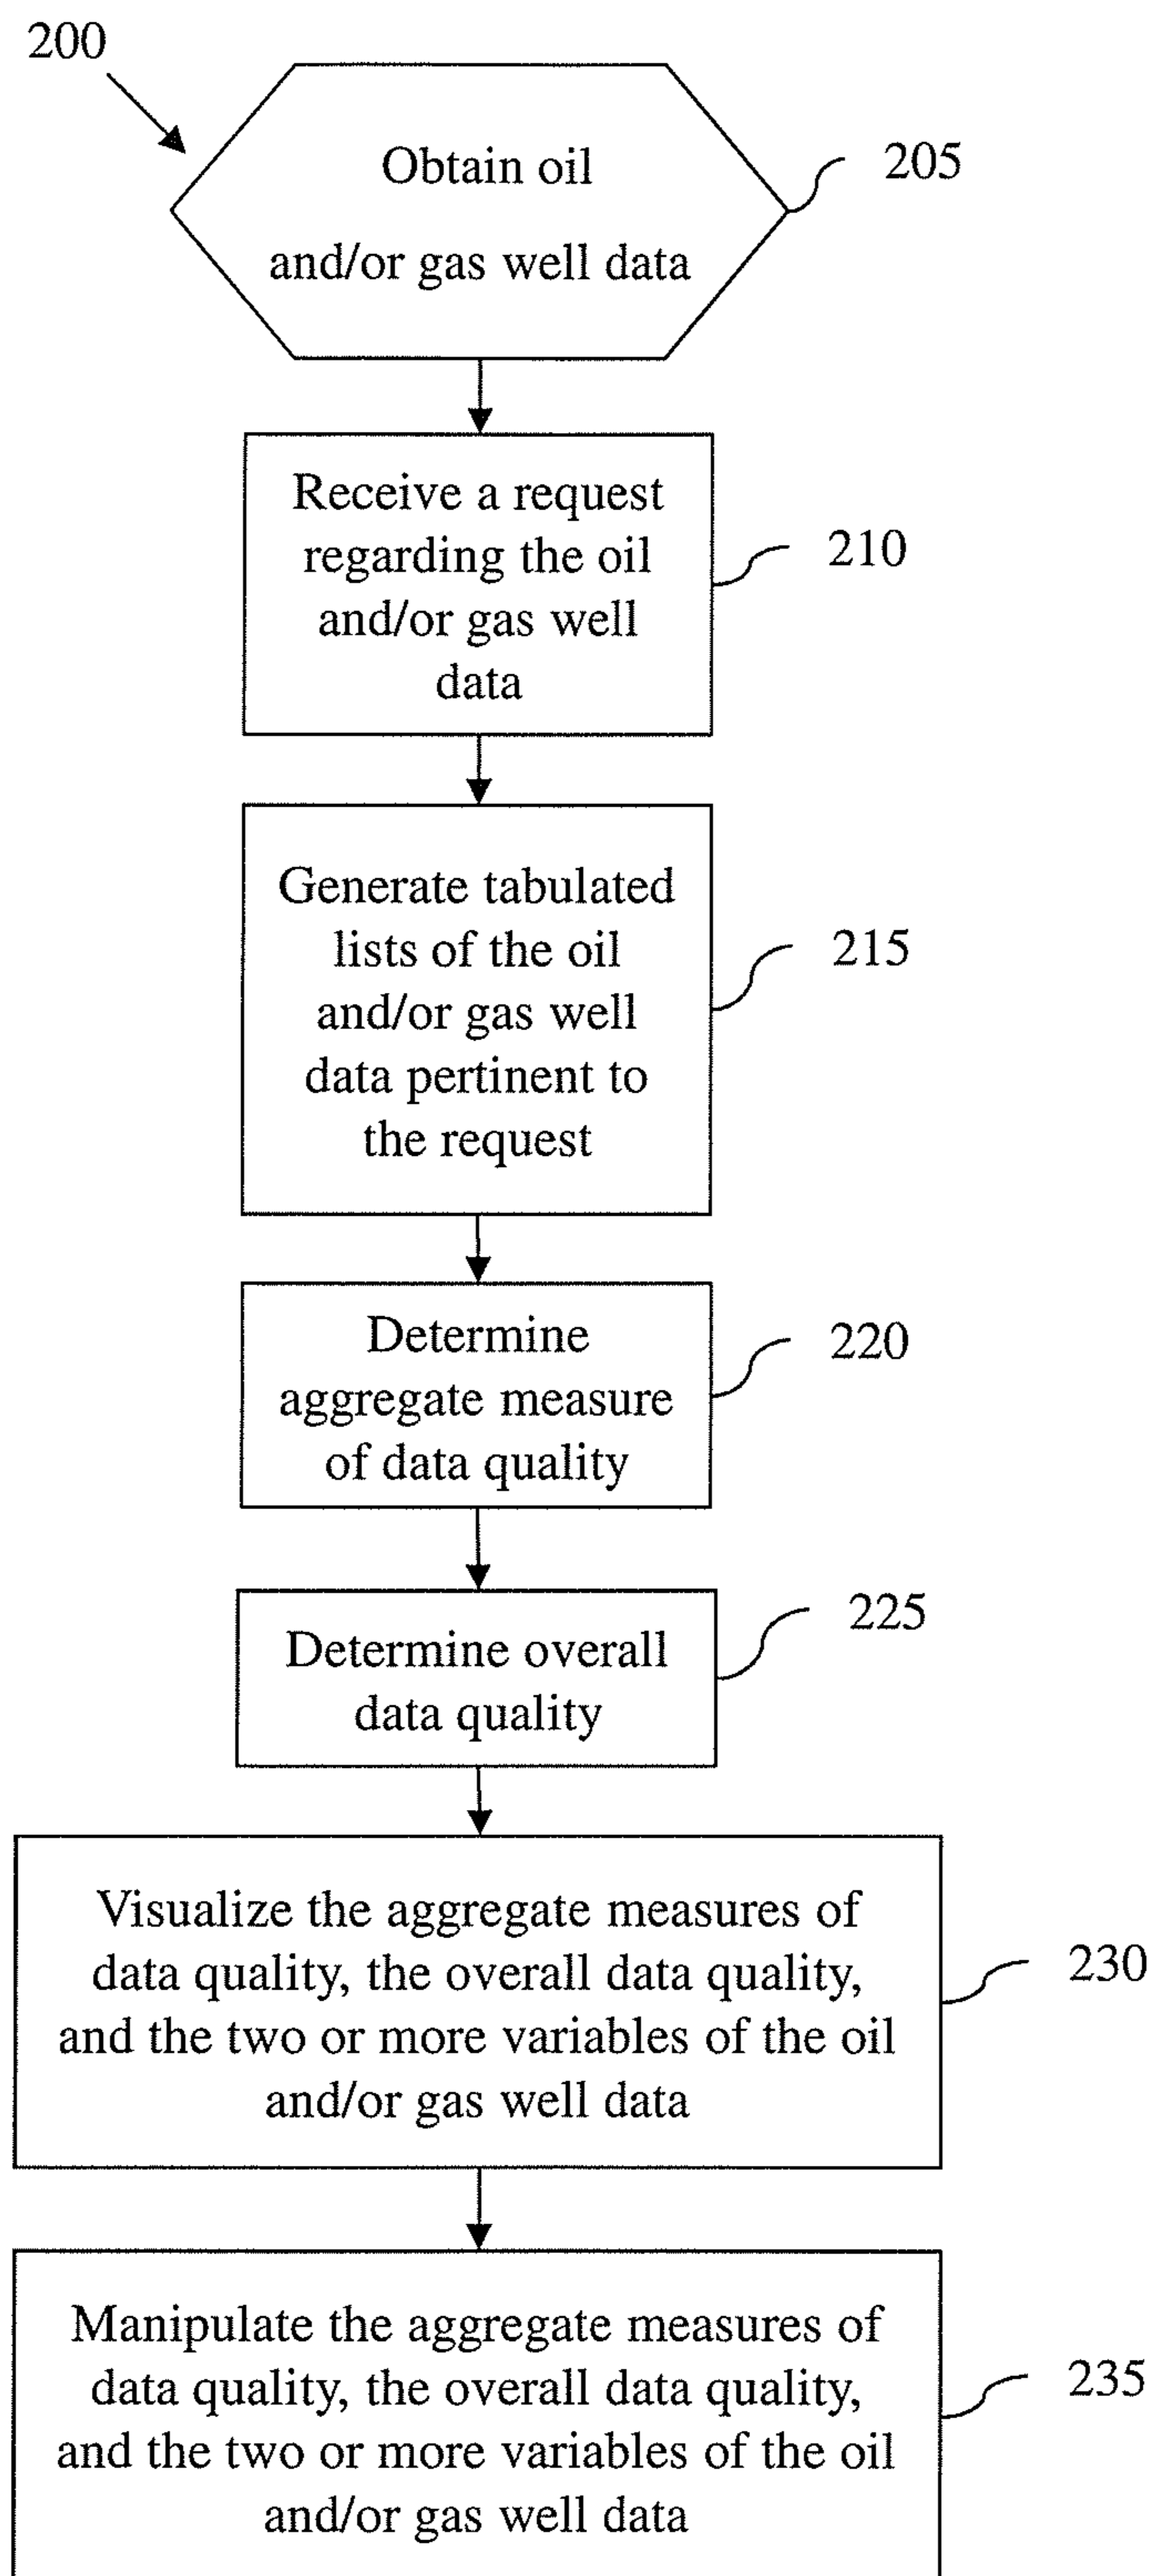 200
Obtain oil
and/or gas well data
205
Receive a request
regarding the oil
and/or gas well
data
210
Generate tabulated
lists of the oil
and/or gas well
data pertinent to
the request
215
Determine
aggregate measure
of data quality
220
Determine overall
data quality
225
Visualize the aggregate measures of
data quality, the overall data quality,
and the two or more variables of the oil
and/or gas well data
230
Manipulate the aggregate measures of
data quality, the overall data quality,
and the two or more variables of the oil
and/or gas well data
235